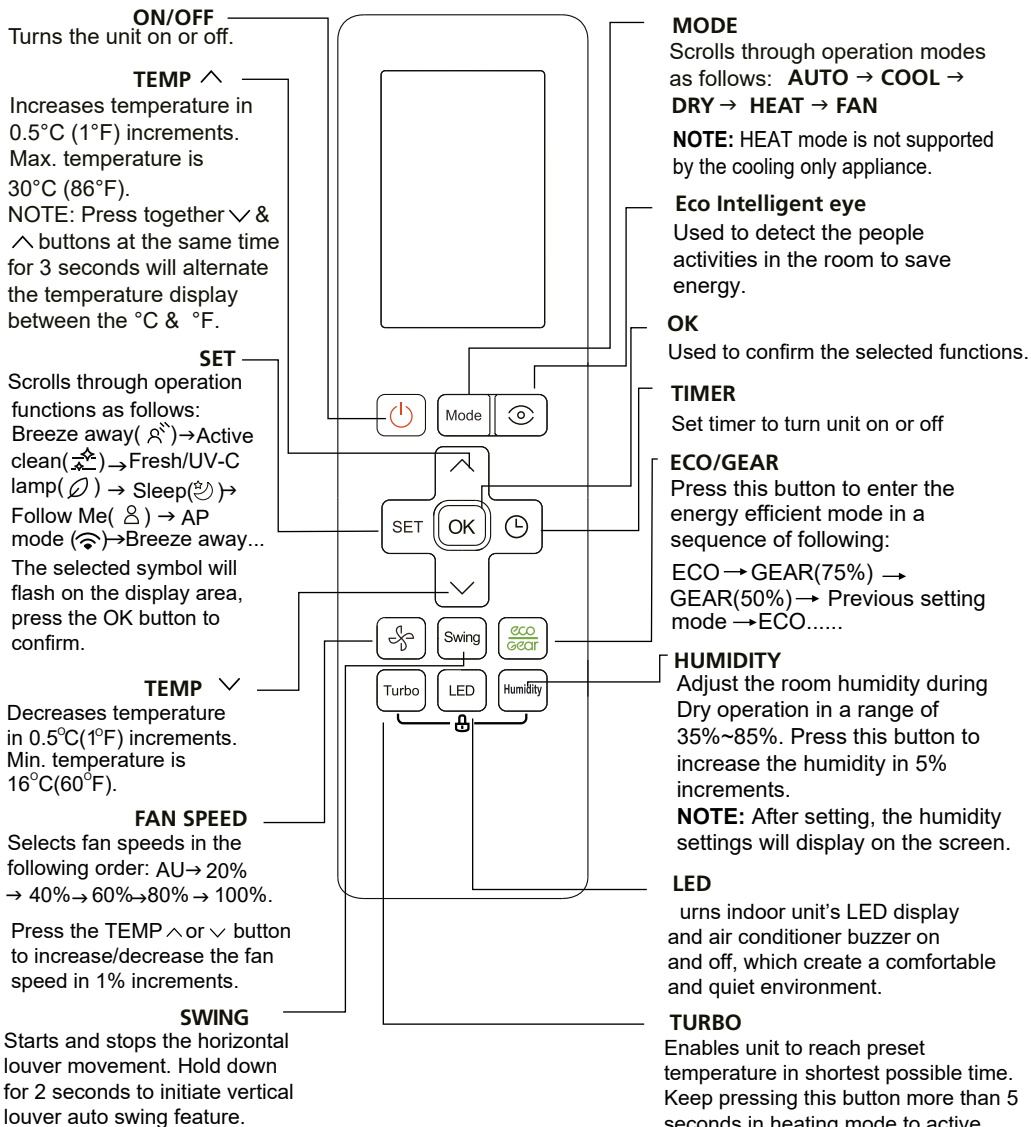 ON/OFF
Turns the unit on or off.
TEMP ︿
Increases temperature in
0.5°C (1°F) increments.
Max. temperature is
30°C (86°F).
NOTE: Press together ﹀ &
︿ buttons at the same time
for 3 seconds will alternate
the temperature display
between the °C & °F.
SET
Scrolls through operation
functions as follows:
Breeze away( )→Active
clean( )→Fresh/UV-C
lamp( ) → Sleep( )→
Follow Me( ) → AP
mode ( )→Breeze away...
The selected symbol will
flash on the display area,
press the OK button to
confirm.
TEMP ﹀
Decreases temperature
in 0.5°C(1°F) increments.
Min. temperature is
16°C(60°F).
FAN SPEED
Selects fan speeds in the
following order: AU→ 20%
→ 40%→60%→80% → 100%.
Press the TEMP ︿ or ﹀ button
to increase/decrease the fan
speed in 1% increments.
SWING
Starts and stops the horizontal
louver movement. Hold down
for 2 seconds to initiate vertical
louver auto swing feature.
Mode
SET
OK
Swing
eco
Gear
Turbo
LED
Humidity
MODE
Scrolls through operation modes
as follows: AUTO → COOL →
DRY → HEAT → FAN
NOTE: HEAT mode is not supported
by the cooling only appliance.
Eco Intelligent eye
Used to detect the people
activities in the room to save
energy.
OK
Used to confirm the selected functions.
TIMER
Set timer to turn unit on or off
ECO/GEAR
Press this button to enter the
energy efficient mode in a
sequence of following:
ECO → GEAR(75%) →
GEAR(50%)→ Previous setting
mode →ECO......
HUMIDITY
Adjust the room humidity during
Dry operation in a range of
35%~85%. Press this button to
increase the humidity in 5%
increments.
NOTE: After setting, the humidity
settings will display on the screen.
LED
urns indoor unit's LED display
and air conditioner buzzer on
and off, which create a comfortable
and quiet environment.
TURBO
Enables unit to reach preset
temperature in shortest possible time.
Keep pressing this button more than 5
seconds in heating mode to active